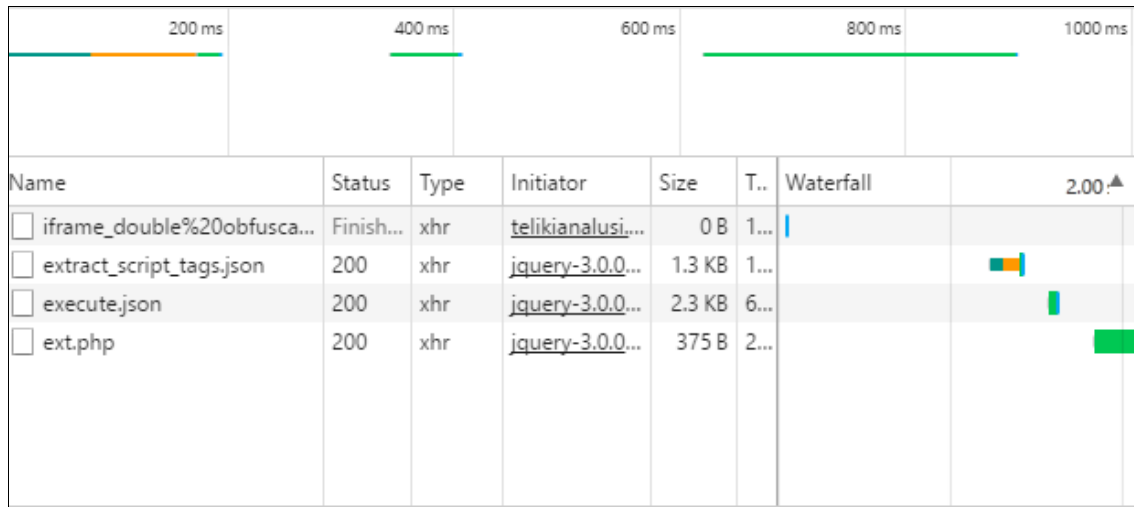 200 ms 400 ms 600 ms 800 ms 1000 ms
Name Status Type Initiator Size T.. Waterfall 2.00
iframe_double%20obfusca... Finish... xhr telikianalusi.... 0 B 1...
extract_script_tags.json 200 xhr jquery-3.0.0... 1.3 KB 1...
execute.json 200 xhr jquery-3.0.0... 2.3 KB 6...
ext.php 200 xhr jquery-3.0.0... 375 B 2...